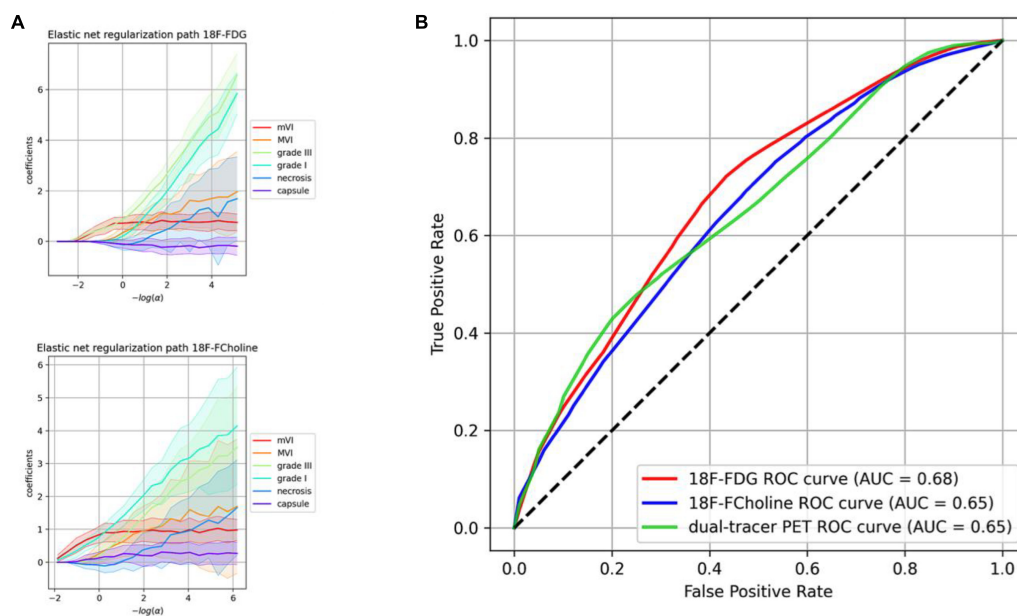 A
Elastic net regularization path 18F-FDG
6
4
2
0
coefficients
−2
0
2
4
−log(α)
mVI
MVI
grade III
grade I
necrosis
capsule
Elastic net regularization path 18F-FCholine
6
5
4
3
2
1
0
coefficients
−2
−1
0
1
2
3
4
5
6
−log(α)
mVI
MVI
grade III
grade I
necrosis
capsule
B
1.0
0.8
0.6
0.4
0.2
0.0
True Positive Rate
0.0
0.2
0.4
0.6
0.8
1.0
False Positive Rate
18F-FDG ROC curve (AUC = 0.68)
18F-FCholine ROC curve (AUC = 0.65)
dual-tracer PET ROC curve (AUC = 0.65)